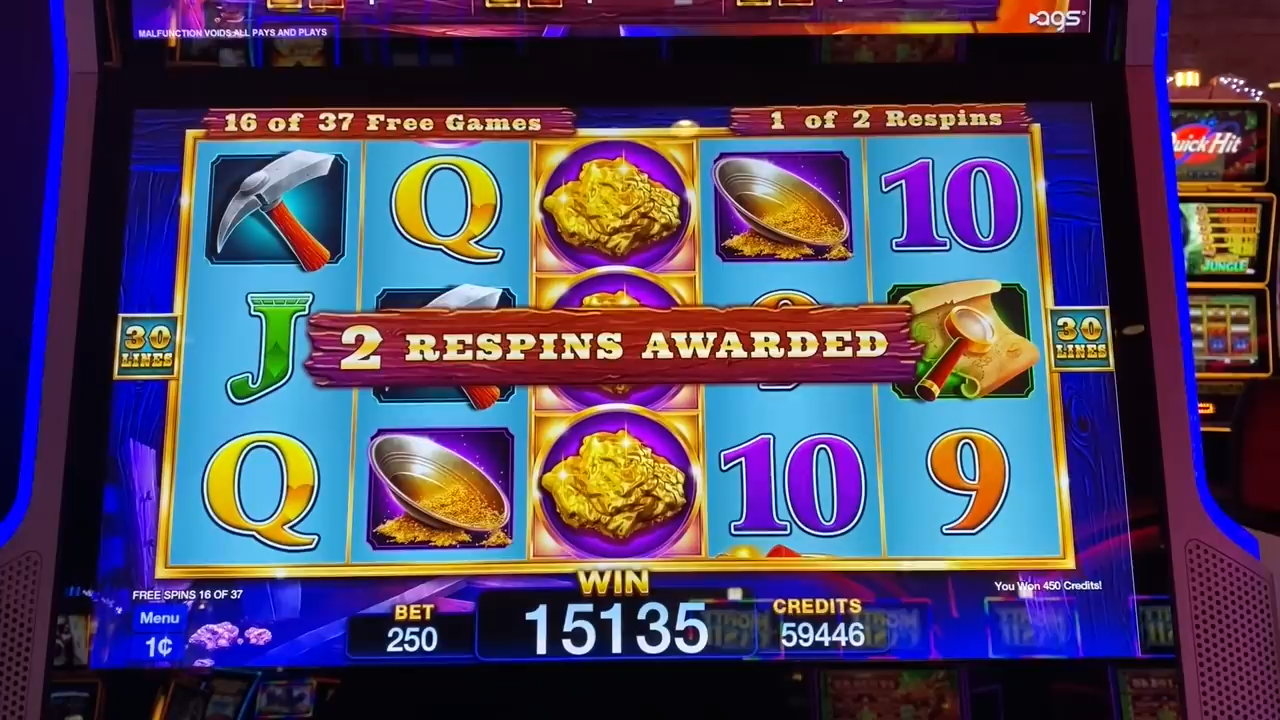 ags
MALFUNCTION VOIDS ALL PAYS AND PLAYS
16 of 37 Free Games
1 of 2 Respins
Q
10
J
30
LINES
2 RESPINS AWARDED
30
LINES
Q
10
9
FREE SPINS 16 OF 37
You Won 450 Credits!
Menu
1¢
BET
250
WIN
15135
CREDITS
59446
Quick Hit
JUNGLE